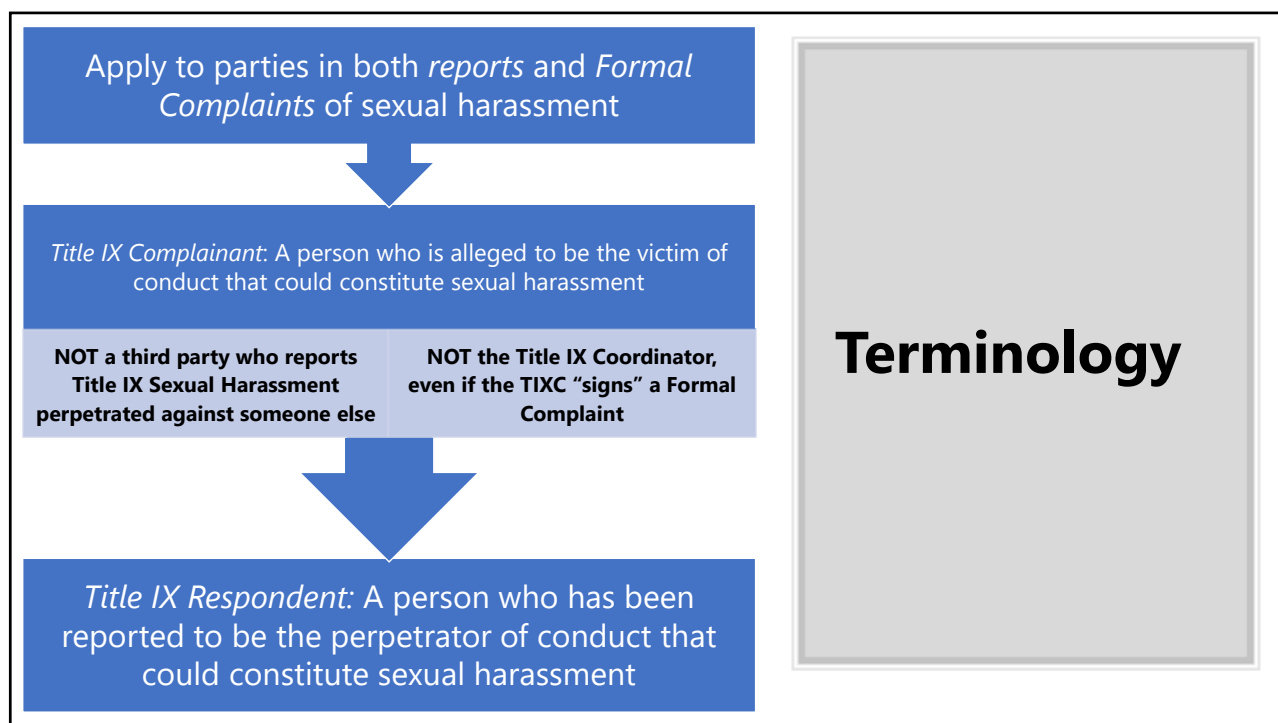 Apply to parties in both reports and Formal
Complaints of sexual harassment
Title IX Complainant: A person who is alleged to be the victim of
conduct that could constitute sexual harassment
NOT a third party who reports
Title IX Sexual Harassment
perpetrated against someone else
NOT the Title IX Coordinator,
even if the TIXC “signs” a Formal
Complaint
Title IX Respondent: A person who has been
reported to be the perpetrator of conduct that
could constitute sexual harassment
Terminology